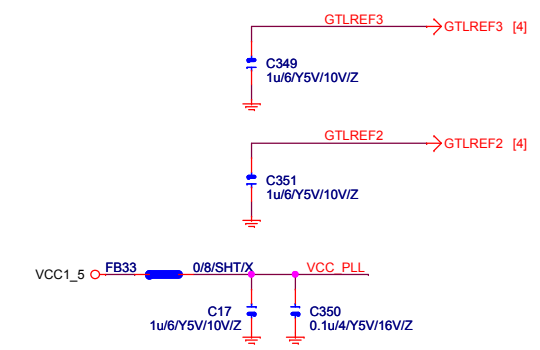 GTLREF3
GTLREF3 [4]
C349
1u/6/Y5V/10V/Z
GTLREF2
GTLREF2 [4]
C351
1u/6/Y5V/10V/Z
VCC1_5
FB33
0/8/SHT/X
VCC_PLL
C17
1u/6/Y5V/10V/Z
C350
0.1u/4/Y5V/16V/Z